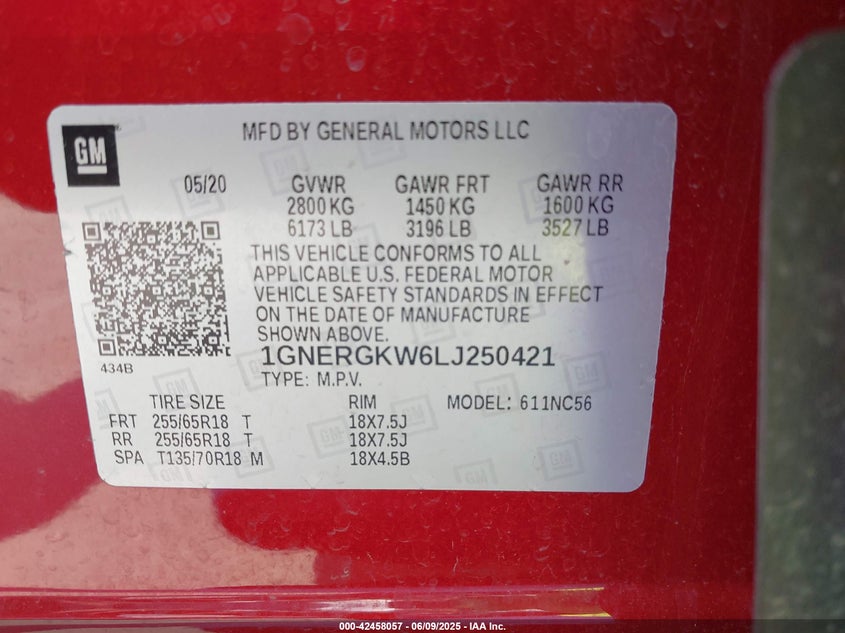 MFD BY GENERAL MOTORS LLC
GM
05/20 GVWR GAWR FRT GAWR RR
2800 KG 1450 KG 1600 KG
6173 LB 3196 LB 3527 LB
THIS VEHICLE CONFORMS TO ALL
APPLICABLE U.S. FEDERAL MOTOR
VEHICLE SAFETY STANDARDS IN EFFECT
ON THE DATE OF MANUFACTURE
SHOWN ABOVE.
434B
1GNERGKW6LJ250421
TYPE: M.P.V.
TIRE SIZE RIM MODEL: 611NC56
FRT 255/65R18 T 18X7.5J
RR 255/65R18 T 18X7.5J
SPA T135/70R18 M 18X4.5B
000-42458057 - 06/09/2025 - IAA Inc.